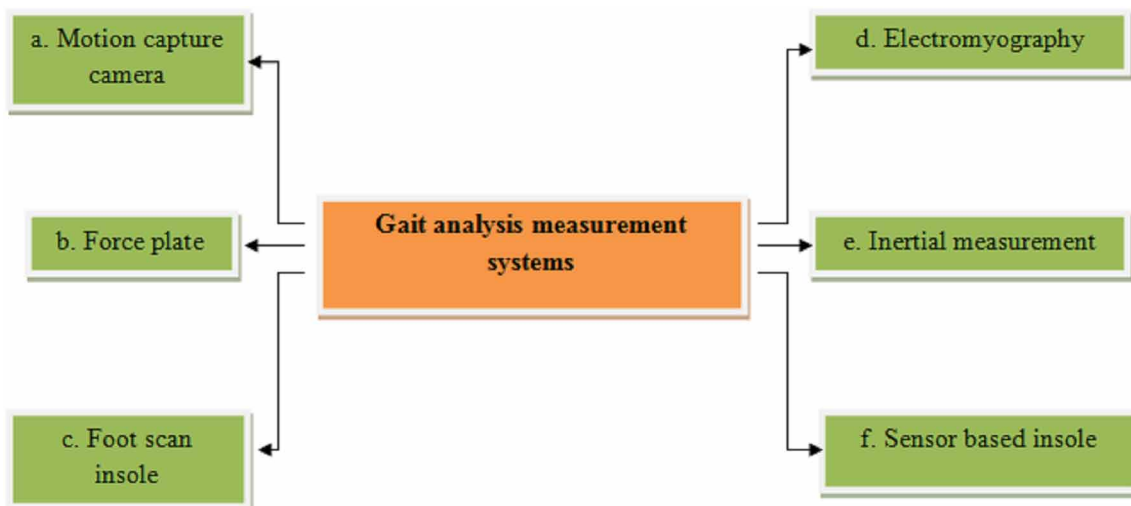 a. Motion capture
camera
b. Force plate
c. Foot scan
insole
Gait analysis measurement
systems
d. Electromyography
e. Inertial measurement
f. Sensor based insole